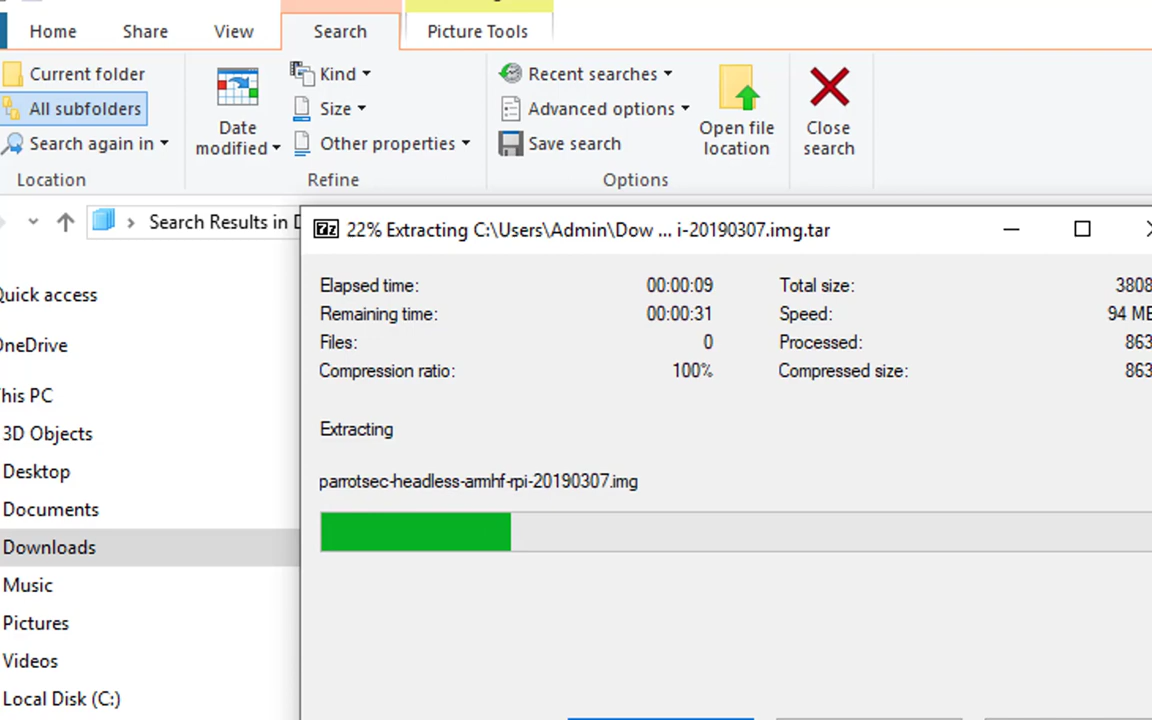 Home Share View Search Picture Tools
Current folder
All subfolders
Search again in
Location
Date modified
Kind
Size
Other properties
Refine
Recent searches
Advanced options
Save search
Options
Open file location
Close search
Search Results in D
7z 22% Extracting C:\Users\Admin\Dow ... i-20190307.img.tar
Quick access
OneDrive
This PC
3D Objects
Desktop
Documents
Downloads
Music
Pictures
Videos
Local Disk (C:)
Elapsed time: 00:00:09 Total size: 3808
Remaining time: 00:00:31 Speed: 94 ME
Files: 0 Processed: 863
Compression ratio: 100% Compressed size: 863
Extracting
parrotsec-headless-armhf-rpi-20190307.img